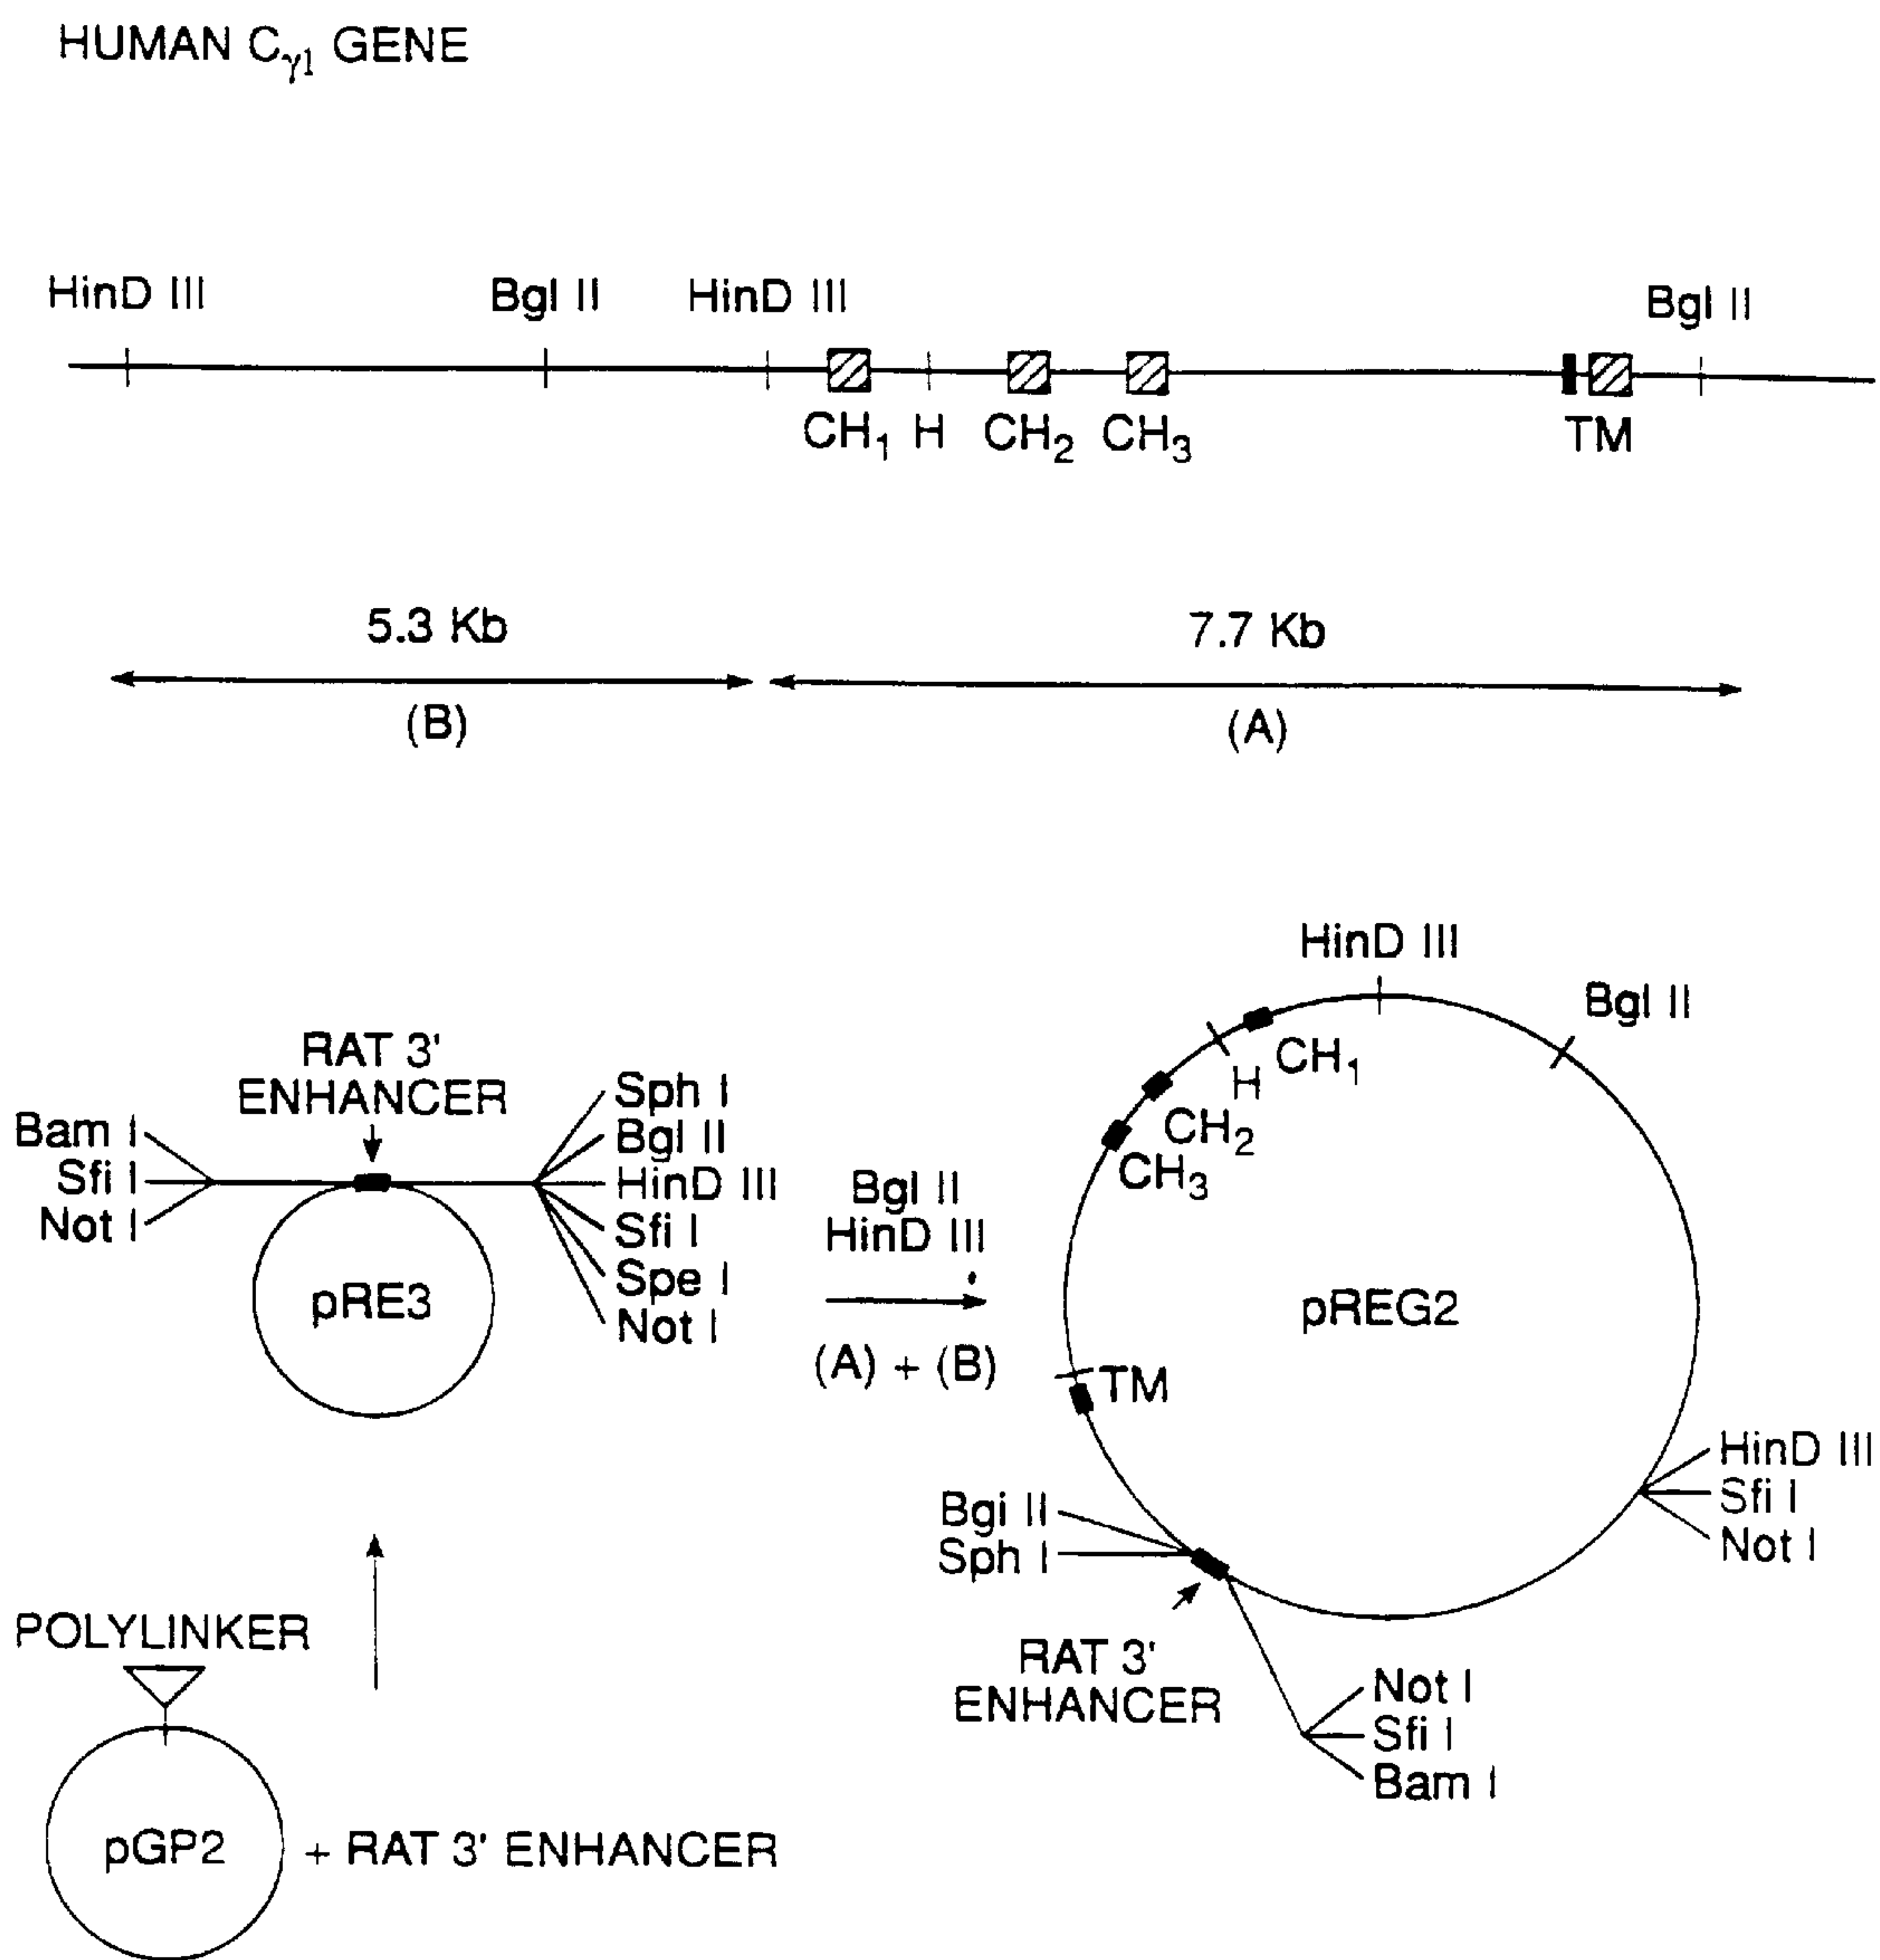 HUMAN Cγ1 GENE
HinD III
Bgl II
HinD III
Bgl II
CH1
H
CH2
CH3
TM
5.3 Kb
7.7 Kb
(B)
(A)
RAT 3'
ENHANCER
Bam I
Sfi I
Not I
Sph I
Bgl II
HinD III
Sfi I
Spe I
Not I
pRE3
Bgl II
HinD III
(A) + (B)
HinD III
Bgl II
CH1
H
CH2
CH3
pREG2
TM
HinD III
Sfi I
Not I
Bgi II
Sph I
RAT 3'
ENHANCER
Not I
Sfi I
Bam I
POLYLINKER
pGP2
+ RAT 3' ENHANCER